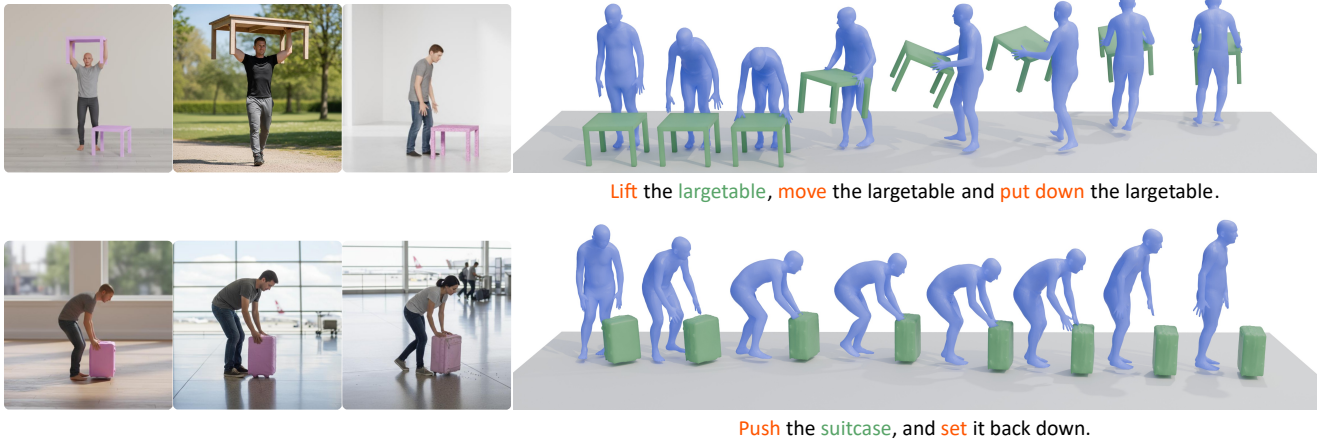 Lift the largetable, move the largetable and put down the largetable.
Push the suitcase, and set it back down.